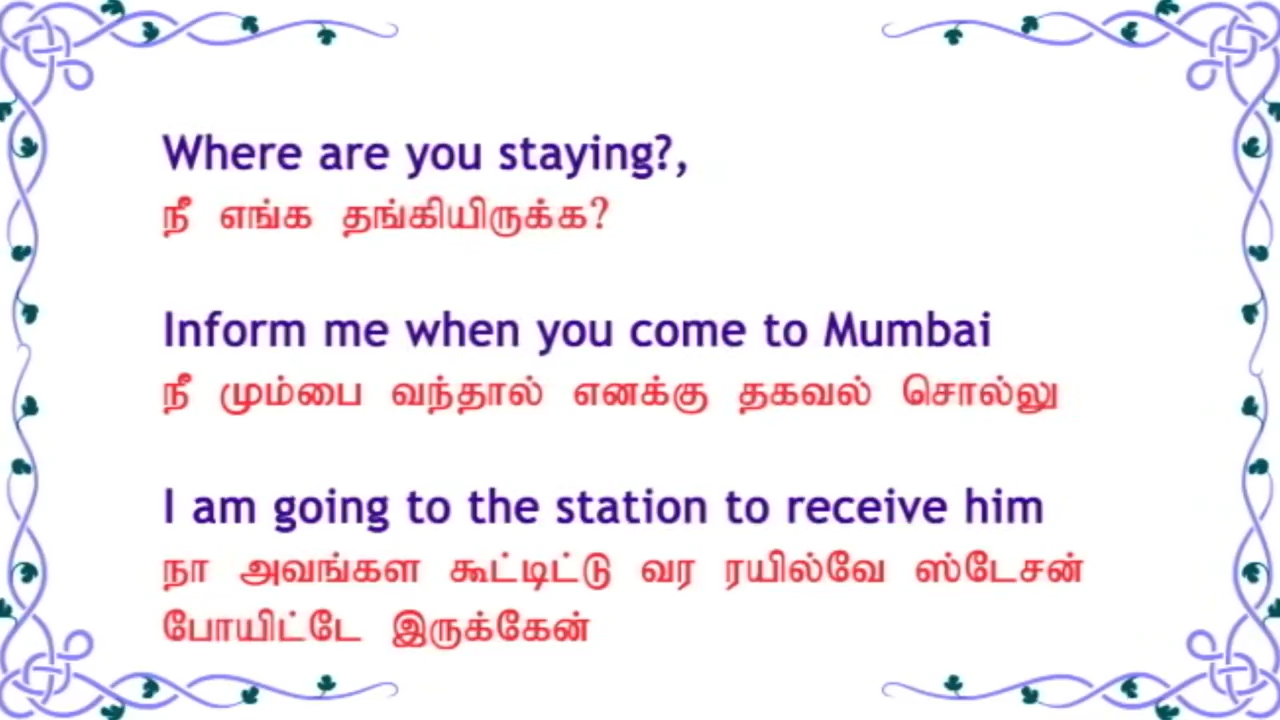 Where are you staying?,
நீ எங்க தங்கியிருக்க?
Inform me when you come to Mumbai
நீ மும்பை வந்தால் எனக்கு தகவல் சொல்லு
I am going to the station to receive him
நா அவங்கள கூட்டிட்டு வர ரயில்வே ஸ்டேசன்
போயிட்டே இருக்கேன்